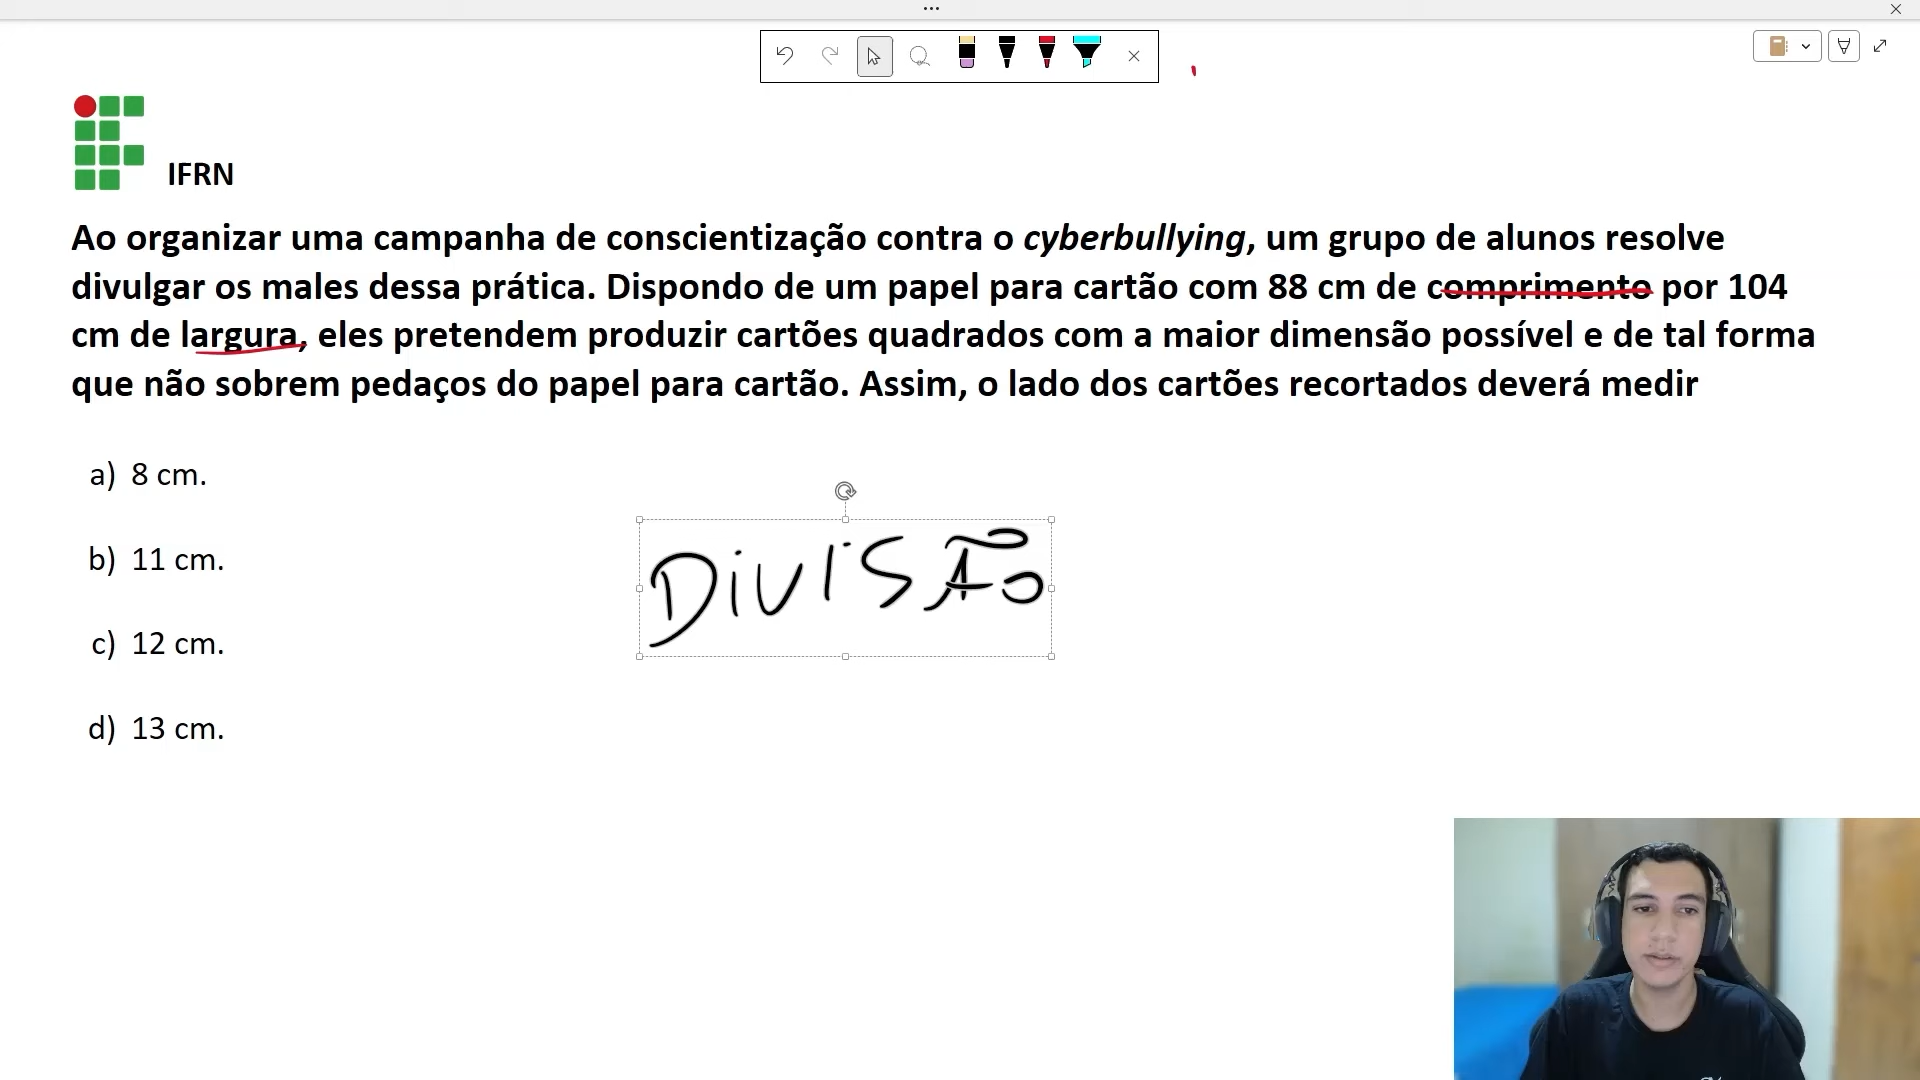 IFRN
Ao organizar uma campanha de conscientização contra o cyberbullying, um grupo de alunos resolve
divulgar os males dessa prática. Dispondo de um papel para cartão com 88 cm de comprimento por 104
cm de largura, eles pretendem produzir cartões quadrados com a maior dimensão possível e de tal forma
que não sobrem pedaços do papel para cartão. Assim, o lado dos cartões recortados deverá medir
a) 8 cm.
b) 11 cm.
c) 12 cm.
d) 13 cm.
DiViSÃO